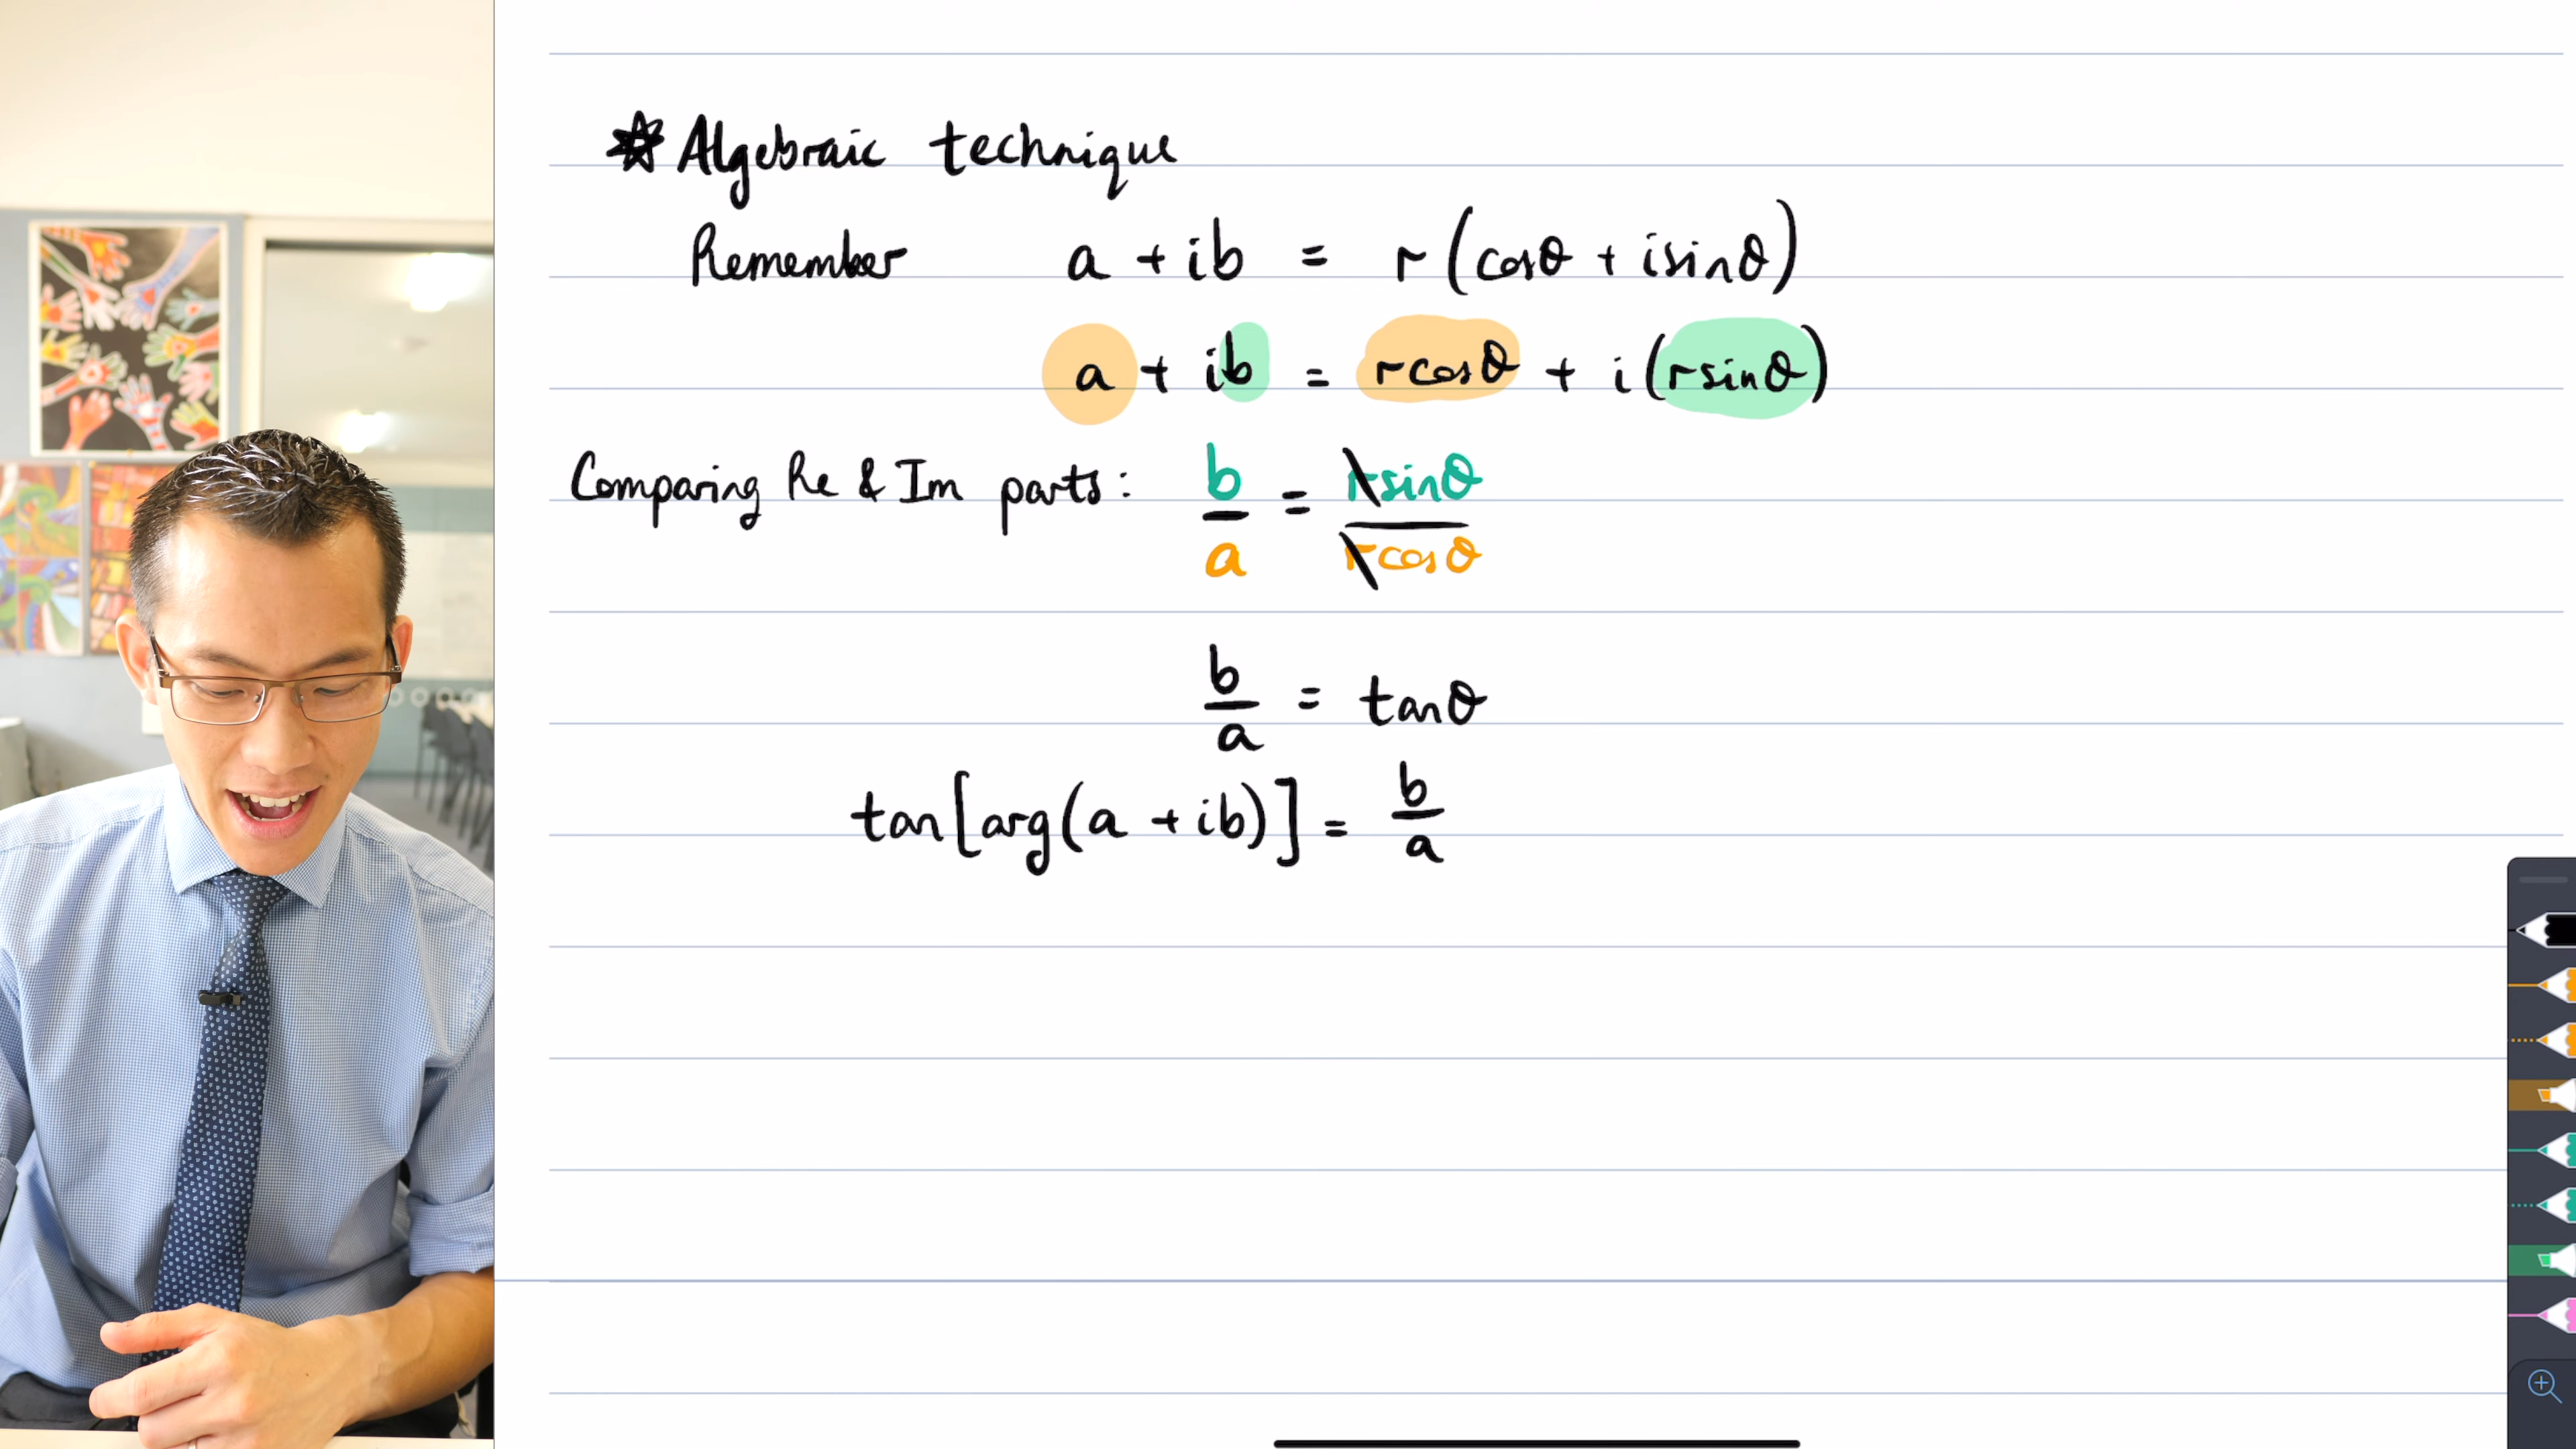 * Algebraic technique
Remember a + ib = r(cosθ + isinθ)
a + ib = rcosθ + i(rsinθ)
Comparing Re & Im parts: b/a = rsinθ/rcosθ
b/a = tanθ
tan[arg(a + ib)] = b/a